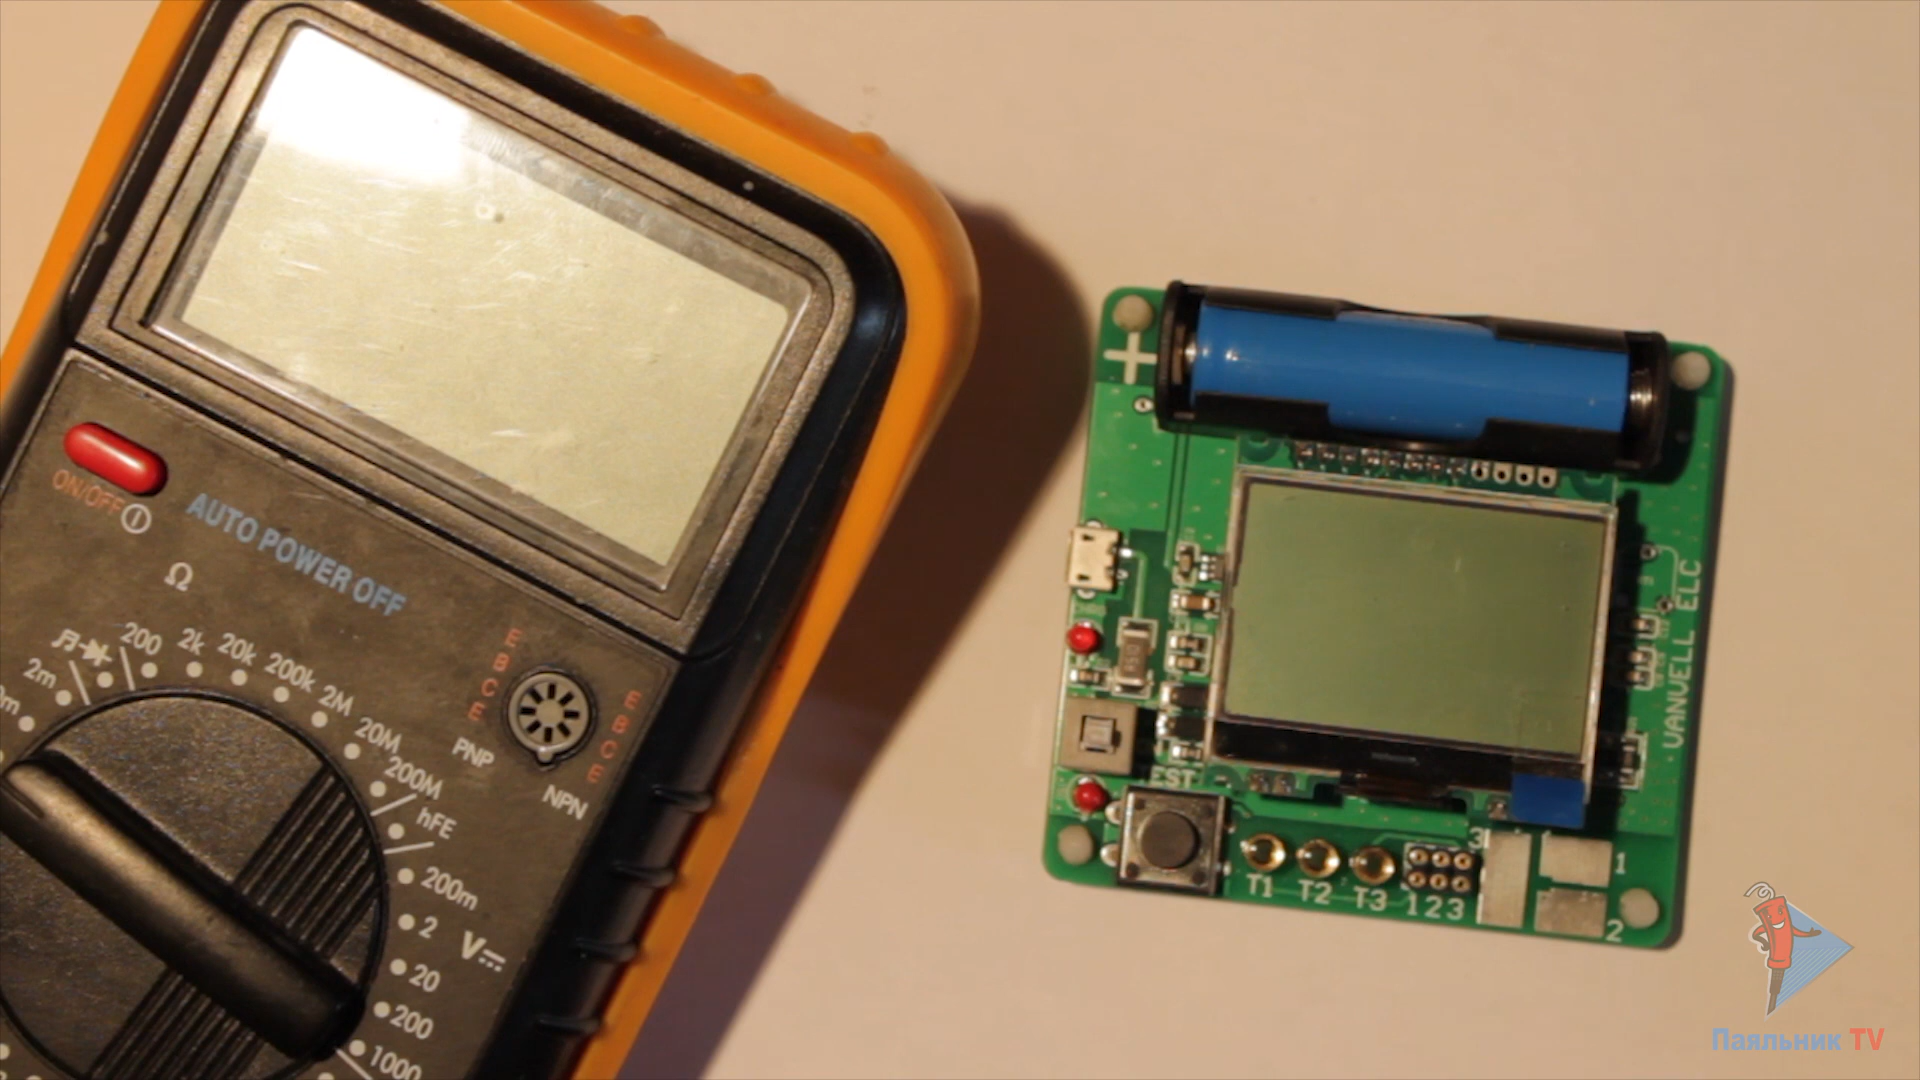 ON/OFF
AUTO POWER OFF
Ω
2m
200
2k
20k
200k
2M
20M
200M
hFE
200m
2
V
20
200
1000
E
B
C
E
PNP
E
B
C
E
NPN
+
VANVELL ELC
T1 T2 T3 123
3
1
2
Паяльник TV